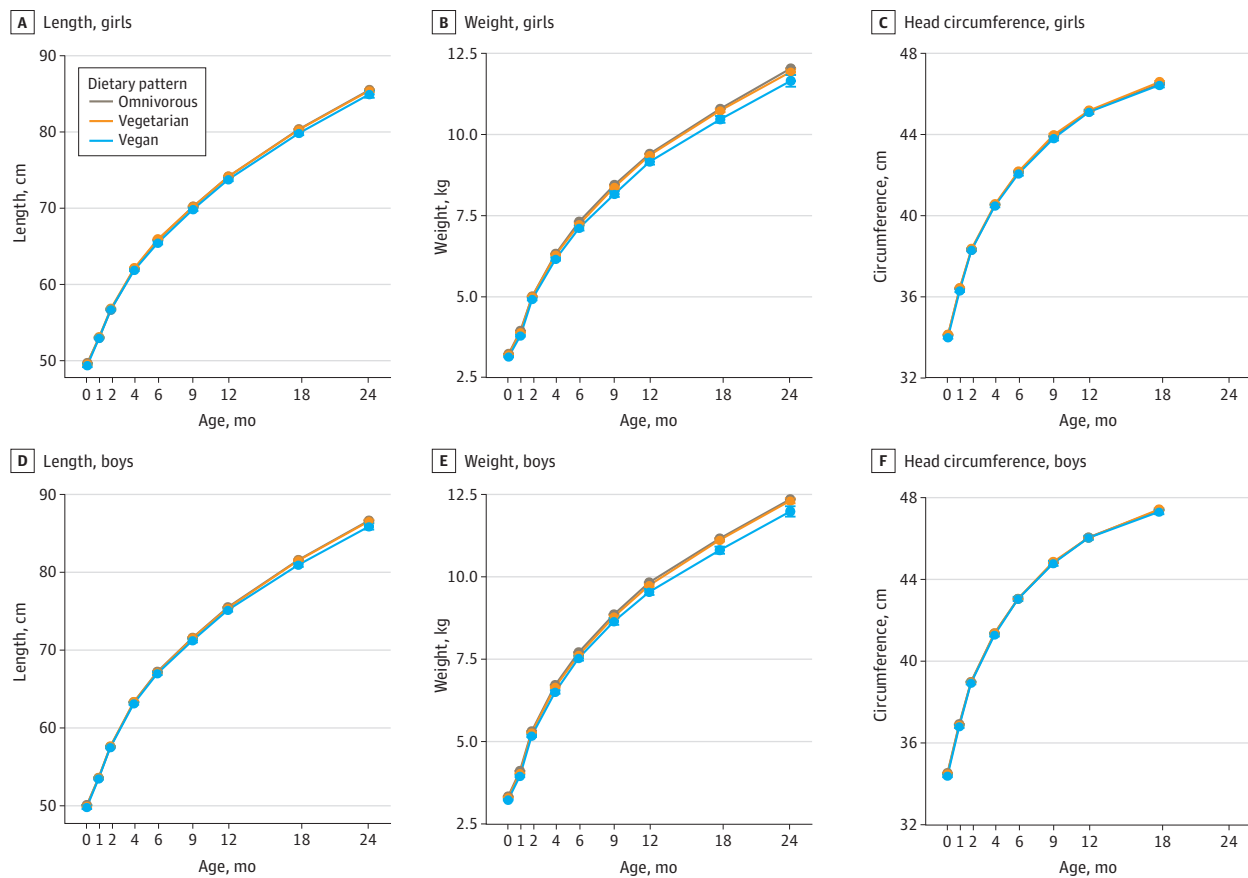 A Length, girls
90
80
70
60
50
Length, cm
Dietary pattern
Omnivorous
Vegetarian
Vegan
0 1 2 4 6 9 12 18 24
Age, mo
B Weight, girls
12.5
10.0
7.5
5.0
2.5
Weight, kg
0 1 2 4 6 9 12 18 24
Age, mo
C Head circumference, girls
48
44
40
36
32
Circumference, cm
0 1 2 4 6 9 12 18 24
Age, mo
D Length, boys
90
80
70
60
50
Length, cm
0 1 2 4 6 9 12 18 24
Age, mo
E Weight, boys
12.5
10.0
7.5
5.0
2.5
Weight, kg
0 1 2 4 6 9 12 18 24
Age, mo
F Head circumference, boys
48
44
39
36
32
Circumference, cm
0 1 2 4 6 9 12 18 24
Age, mo